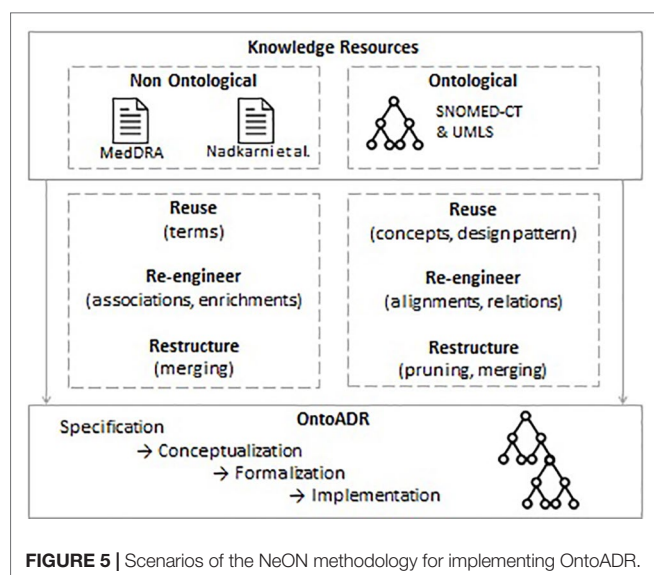 Knowledge Resources
Non Ontological
MedDRA
Nadkarni et al.
Ontological
SNOMED-CT
& UMLS
Reuse
(terms)
Re-engineer
(associations, enrichments)
Restructure
(merging)
Reuse
(concepts, design pattern)
Re-engineer
(alignments, relations)
Restructure
(pruning, merging)
OntoADR
Specification
→ Conceptualization
→ Formalization
→ Implementation
FIGURE 5 | Scenarios of the NeON methodology for implementing OntoADR.